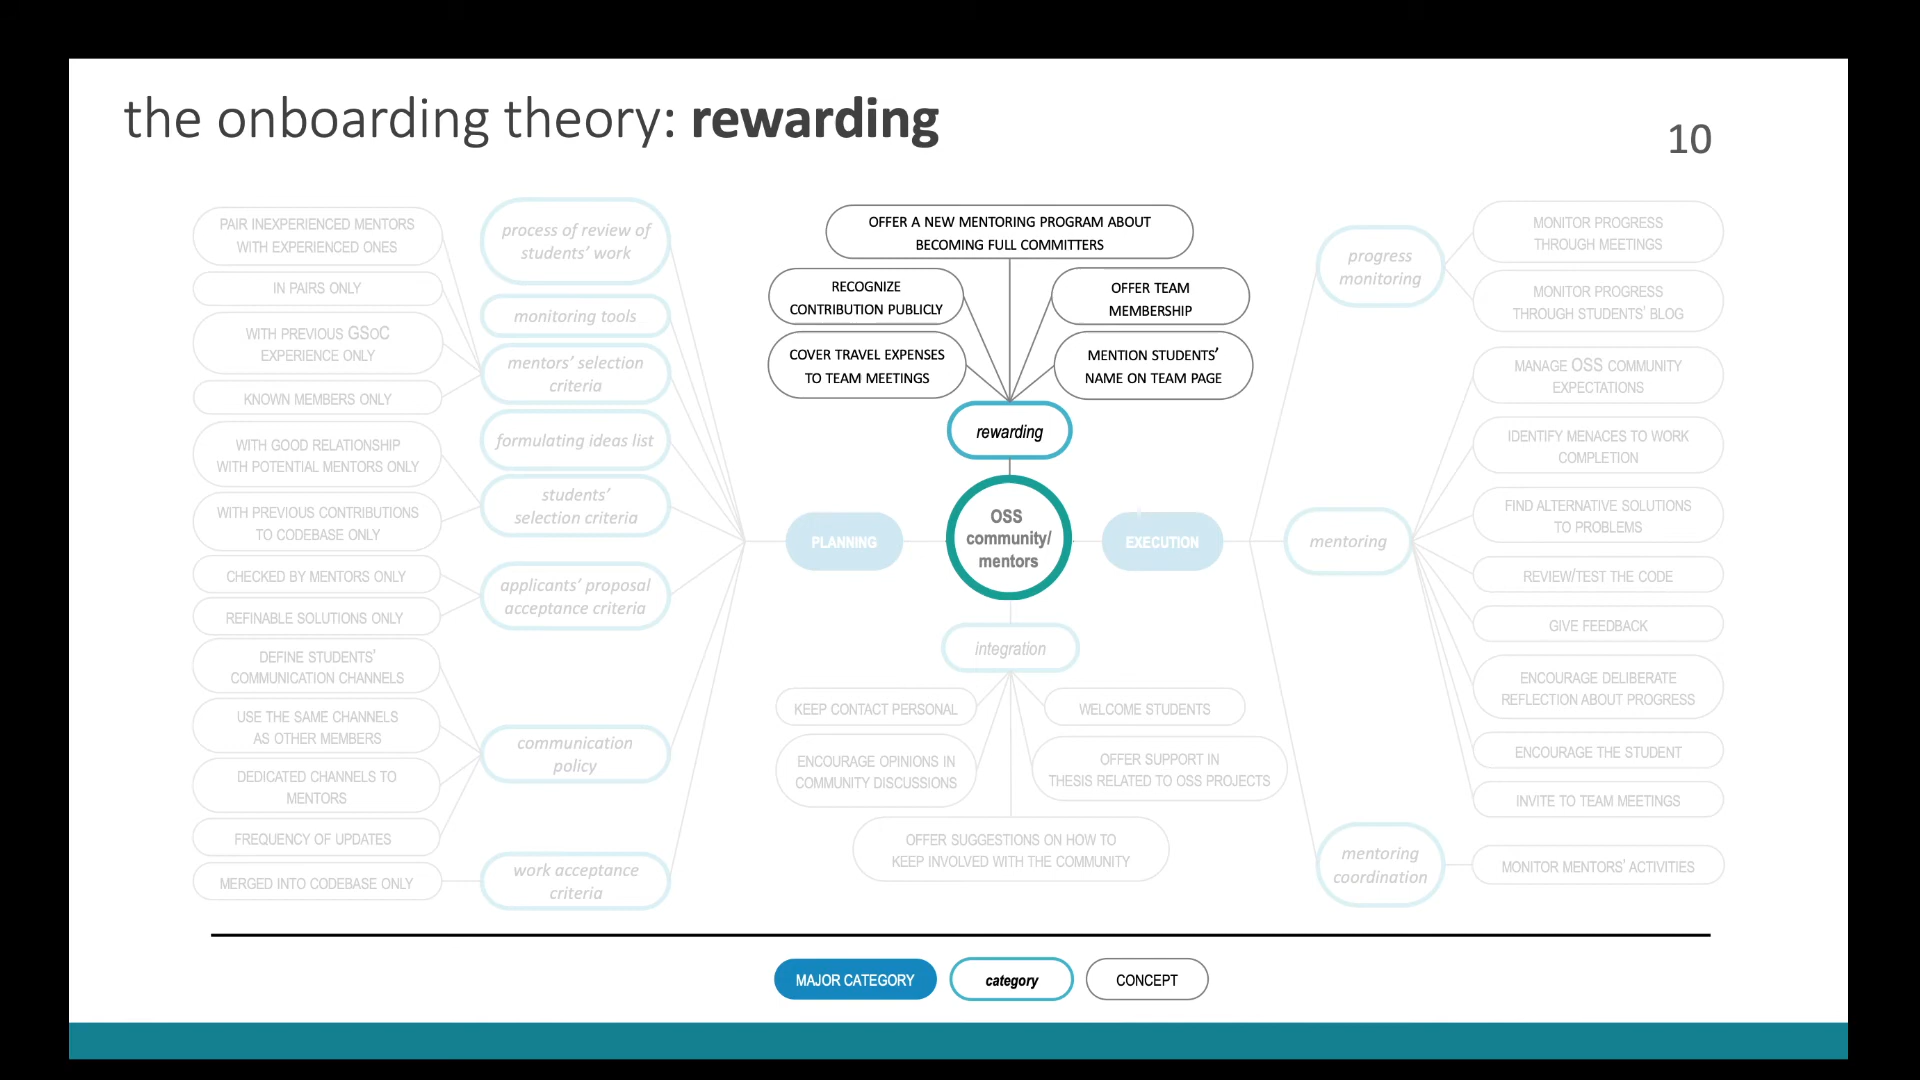 the onboarding theory: rewarding
10
PAIR INEXPERIENCED MENTORS
WITH EXPERIENCED ONES
IN PAIRS ONLY
WITH PREVIOUS GSOC
EXPERIENCE ONLY
KNOWN MEMBERS ONLY
WITH GOOD RELATIONSHIP
WITH POTENTIAL MENTORS ONLY
WITH PREVIOUS CONTRIBUTIONS
TO CODEBASE ONLY
CHECKED BY MENTORS ONLY
REFINABLE SOLUTIONS ONLY
DEFINE STUDENTS'
COMMUNICATION CHANNELS
USE THE SAME CHANNELS
AS OTHER MEMBERS
DEDICATED CHANNELS TO
MENTORS
FREQUENCY OF UPDATES
MERGED INTO CODEBASE ONLY
process of review of
students' work
monitoring tools
mentors' selection
criteria
formulating ideas list
students'
selection criteria
applicants' proposal
acceptance criteria
communication
policy
work acceptance
criteria
PLANNING
OFFER A NEW MENTORING PROGRAM ABOUT
BECOMING FULL COMMITTERS
RECOGNIZE
CONTRIBUTION PUBLICLY
OFFER TEAM
MEMBERSHIP
COVER TRAVEL EXPENSES
TO TEAM MEETINGS
MENTION STUDENTS'
NAME ON TEAM PAGE
rewarding
OSS
community/
mentors
integration
KEEP CONTACT PERSONAL
WELCOME STUDENTS
ENCOURAGE OPINIONS IN
COMMUNITY DISCUSSIONS
OFFER SUPPORT IN
THESIS RELATED TO OSS PROJECTS
OFFER SUGGESTIONS ON HOW TO
KEEP INVOLVED WITH THE COMMUNITY
EXECUTION
progress
monitoring
mentoring
mentoring
coordination
MONITOR PROGRESS
THROUGH MEETINGS
MONITOR PROGRESS
THROUGH STUDENTS' BLOG
MANAGE OSS COMMUNITY
EXPECTATIONS
IDENTIFY MENACES TO WORK
COMPLETION
FIND ALTERNATIVE SOLUTIONS
TO PROBLEMS
REVIEW/TEST THE CODE
GIVE FEEDBACK
ENCOURAGE DELIBERATE
REFLECTION ABOUT PROGRESS
ENCOURAGE THE STUDENT
INVITE TO TEAM MEETINGS
MONITOR MENTORS' ACTIVITIES
MAJOR CATEGORY
category
CONCEPT